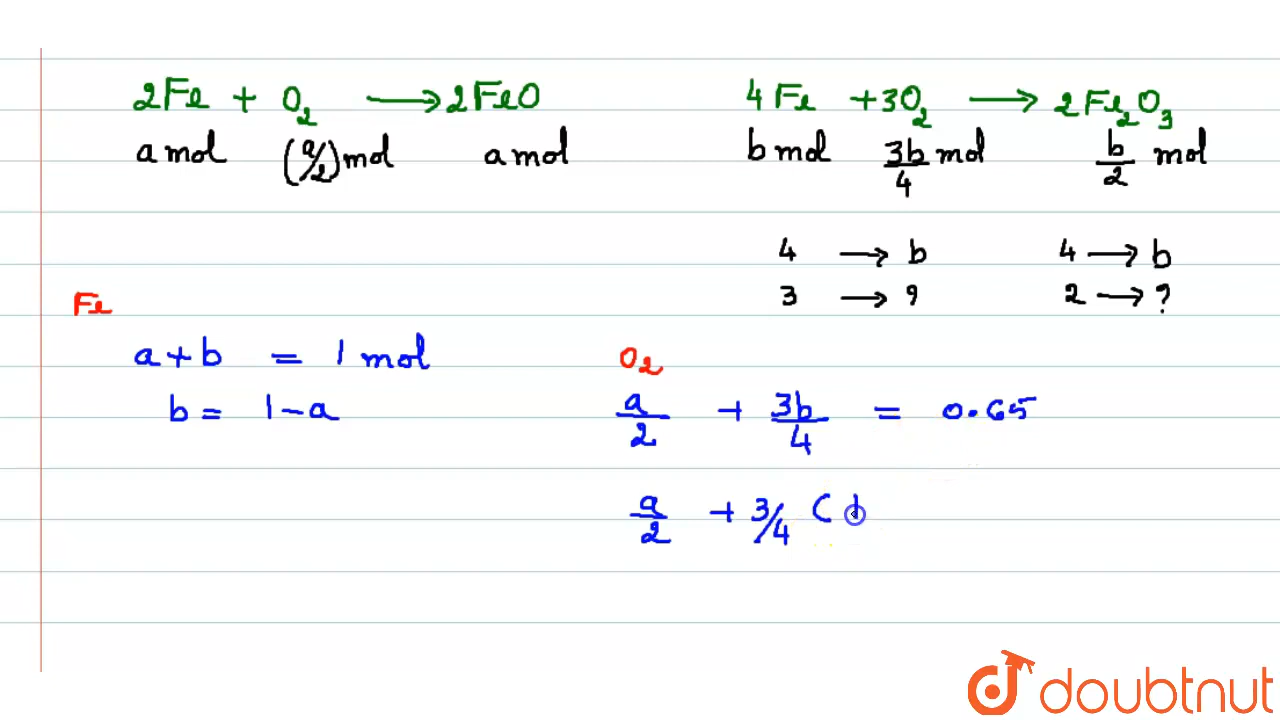 2Fe + O2 → 2FeO 4Fe + 3O2 → 2Fe2O3
a mol (a/2) mol a mol b mol 3b/4 mol b/2 mol
4 → b 4 → b
3 → ? 2 → ?
Fe
a + b = 1 mol O2
b = 1 - a a/2 + 3b/4 = 0.65
a/2 + 3/4 (
doubtnut